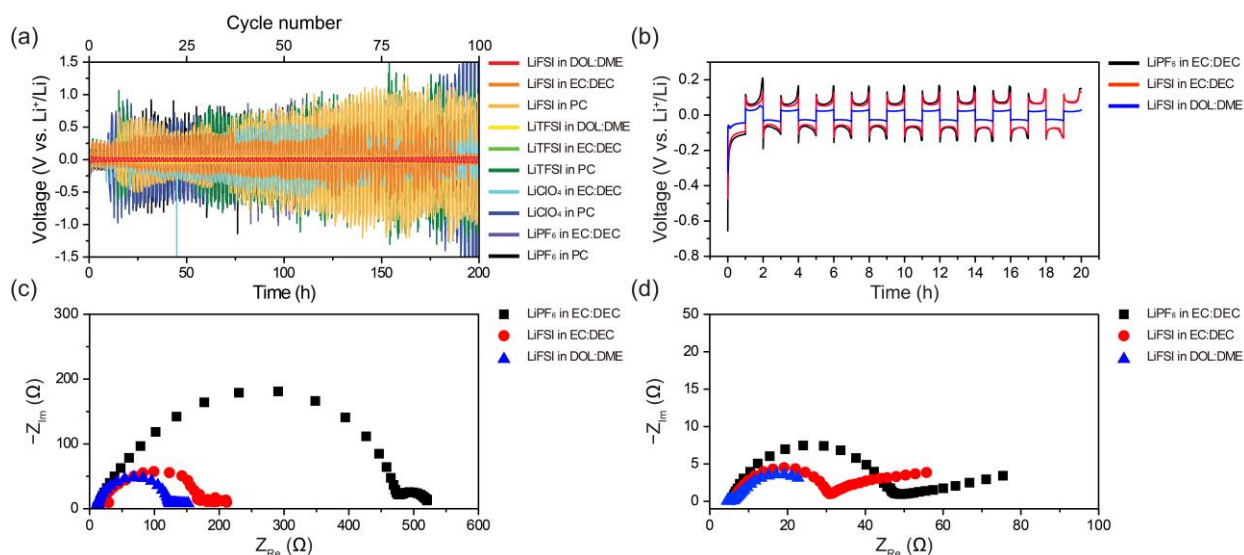 (a)
Cycle number
0 25 50 75 100
Voltage (V vs. Li⁺/Li)
1.5
1.0
0.5
0.0
-0.5
-1.0
-1.5
0 50 100 150 200
Time (h)
LiFSI in DOL:DME
LiFSI in EC:DEC
LiFSI in PC
LiTFSI in DOL:DME
LiTFSI in EC:DEC
LiTFSI in PC
LiClO₄ in EC:DEC
LiClO₄ in PC
LiPF₆ in EC:DEC
LiPF₆ in PC
(b)
Voltage (V vs. Li⁺/Li)
0.2
0.0
-0.2
-0.4
-0.6
-0.8
0 2 4 6 8 10 12 14 16 18 20
Time (h)
LiPF₆ in EC:DEC
LiFSI in EC:DEC
LiFSI in DOL:DME
(c)
−Z_Im (Ω)
300
200
100
0
0 100 200 300 400 500 600
Z_Re (Ω)
LiPF₆ in EC:DEC
LiFSI in EC:DEC
LiFSI in DOL:DME
(d)
−Z_Im (Ω)
50
20
15
10
5
0
0 20 40 60 80 100
Z_Re (Ω)
LiPF₆ in EC:DEC
LiFSI in EC:DEC
LiFSI in DOL:DME